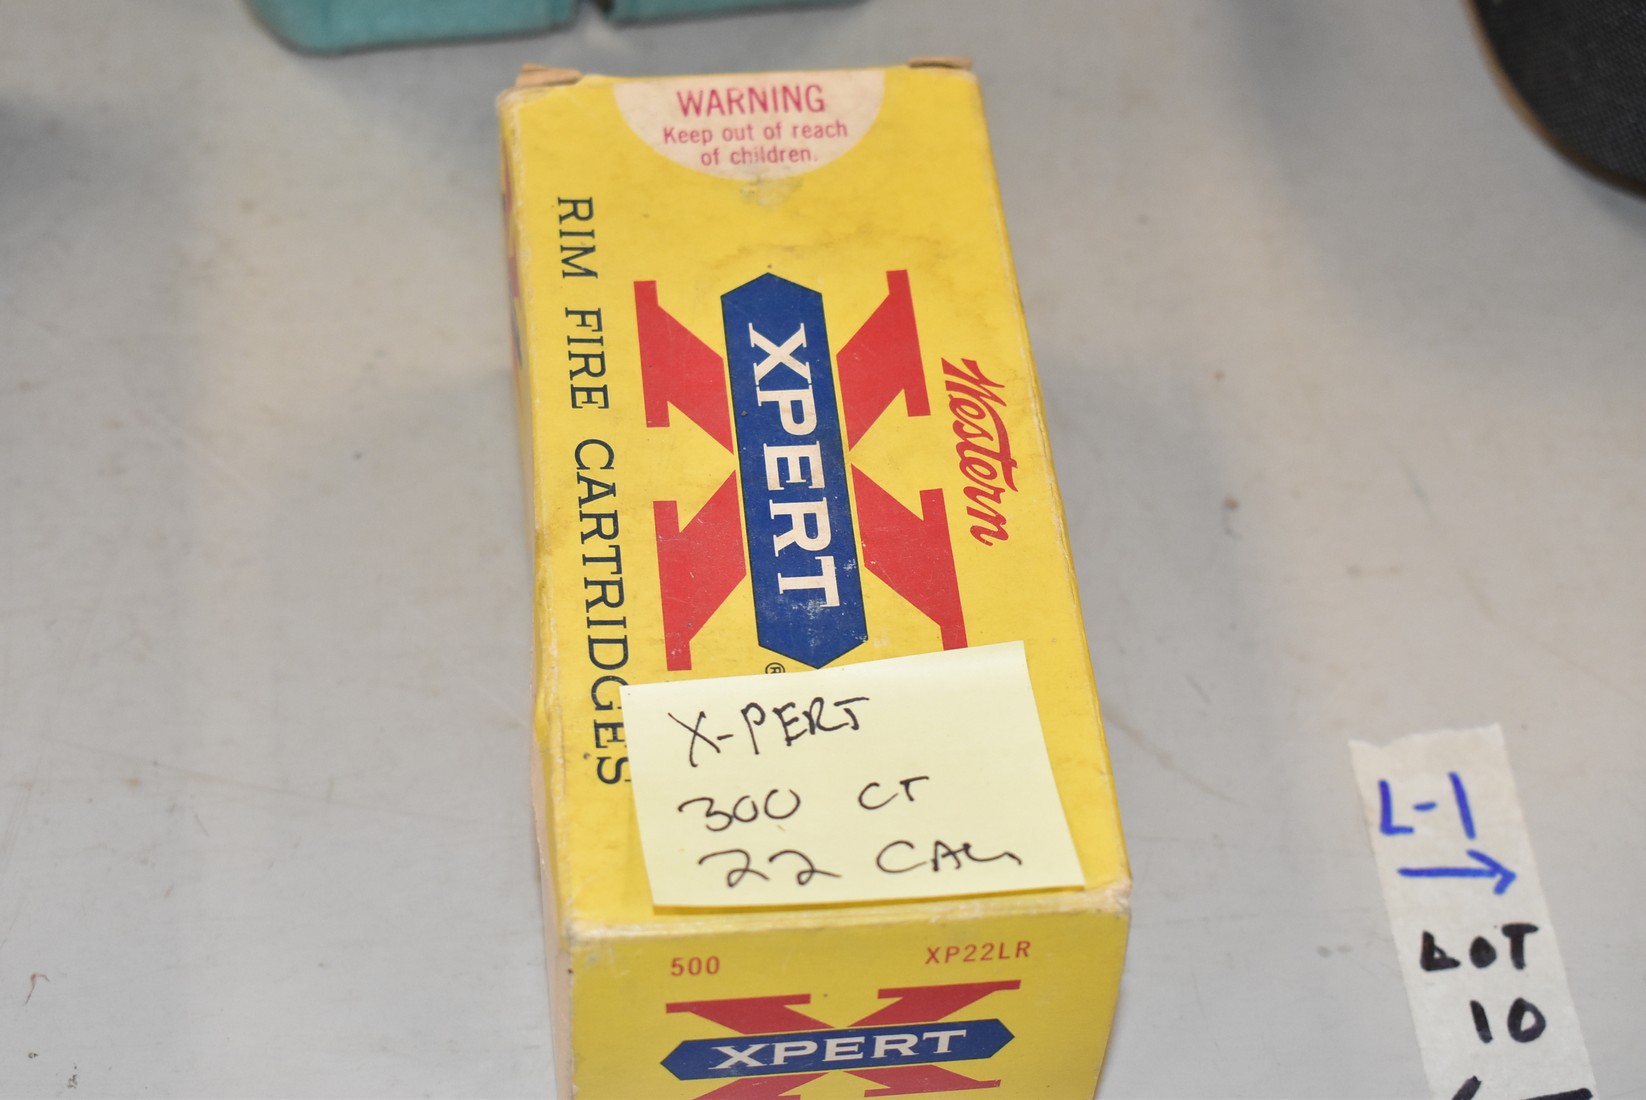 WARNING
Keep out of reach
of children.
RIM FIRE CARTRIDGES
XPERT
®
Western
X-PERT
300 CT
22 CAL
500
XP22LR
XPERT
L-1
LOT
10